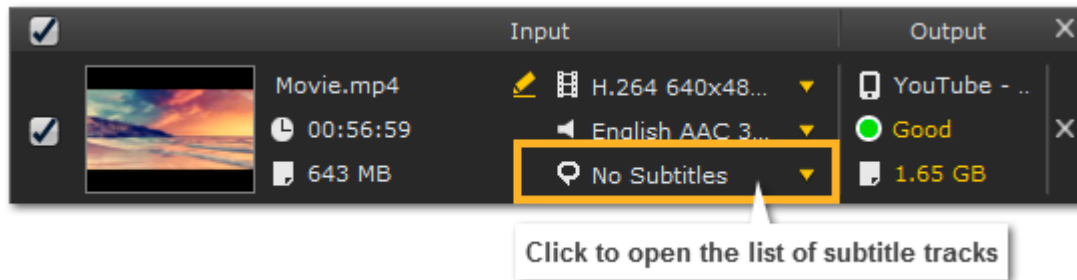 Input Output
Movie.mp4 H.264 640x48... YouTube - ..
00:56:59 English AAC 3... Good
643 MB No Subtitles 1.65 GB
Click to open the list of subtitle tracks